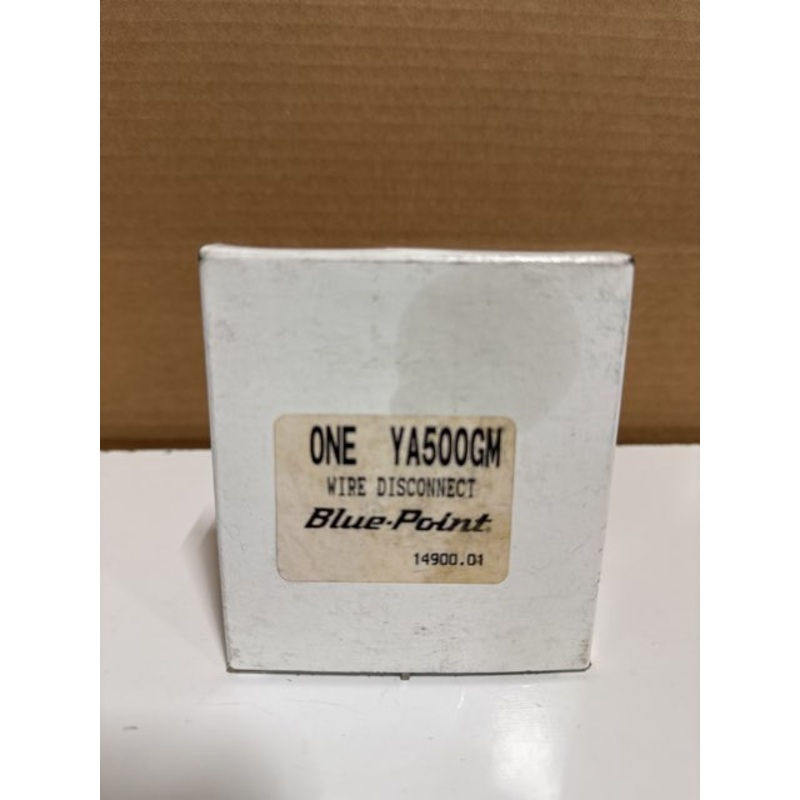 ONE YA500GM
WIRE DISCONNECT
Blue-Point
14900.01